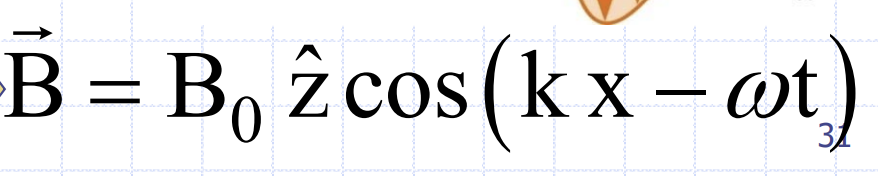 B⃗ = B₀ ẑ cos(k x − ωt)
31